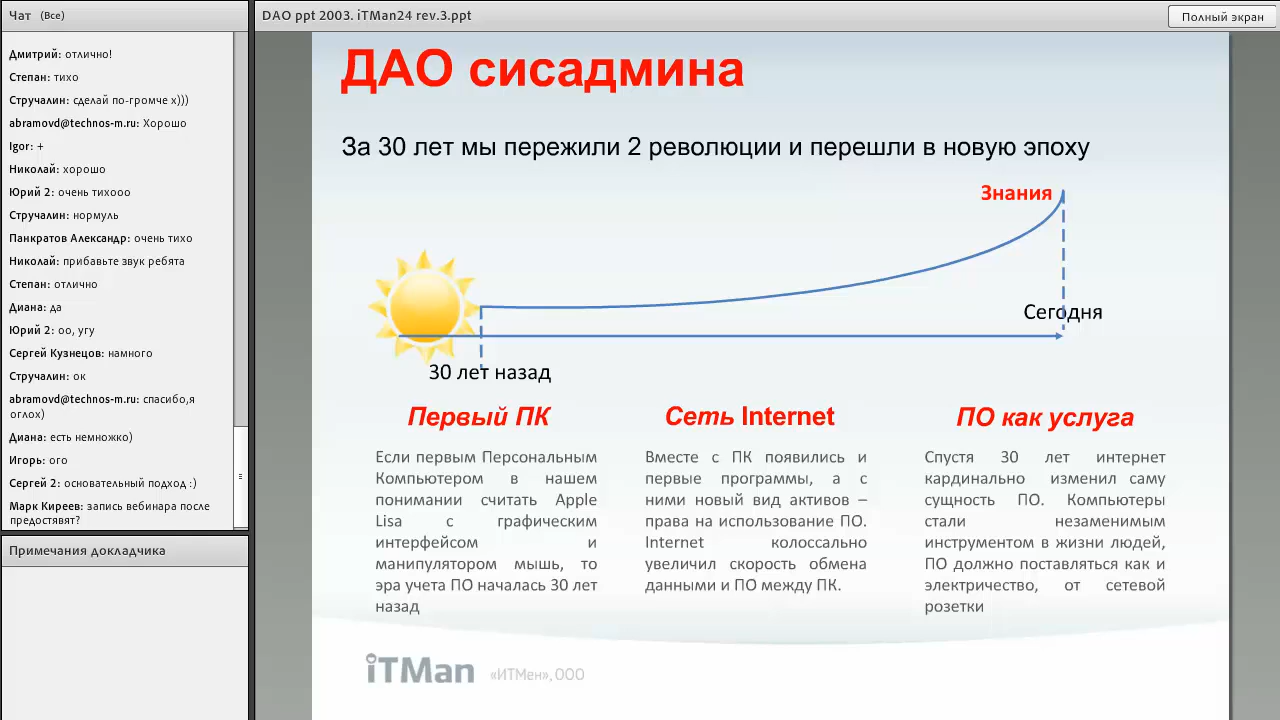 Чат (Все)
Дмитрий: отлично!
Степан: тихо
Стручалин: сделай по-громче х)))
abramovd@technos-m.ru: Хорошо
Igor: +
Николай: хорошо
Юрий 2: очень тихооо
Стручалин: нормуль
Панкратов Александр: очень тихо
Николай: прибавьте звук ребята
Степан: отлично
Диана: да
Юрий 2: оо, угу
Сергей Кузнецов: намного
Стручалин: ок
abramovd@technos-m.ru: спасибо,я
оглох)
Диана: есть немножко)
Игорь: ого
Сергей 2: основательный подход :)
Марк Киреев: запись вебинара после
предостявят?
Примечания докладчика
DAO ppt 2003. iTMan24 rev.3.ppt
Полный экран
ДАО сисадмина
За 30 лет мы пережили 2 революции и перешли в новую эпоху
Знания
Сегодня
30 лет назад
Первый ПК
Если первым Персональным
Компьютером в нашем
понимании считать Apple
Lisa с графическим
интерфейсом и
манипулятором мышь, то
эра учета ПО началась 30 лет
назад
Сеть Internet
Вместе с ПК появились и
первые программы, а с
ними новый вид активов –
права на использование ПО.
Internet колоссально
увеличил скорость обмена
данными и ПО между ПК.
ПО как услуга
Спустя 30 лет интернет
кардинально изменил саму
сущность ПО. Компьютеры
стали незаменимым
инструментом в жизни людей,
ПО должно поставляться как и
электричество, от сетевой
розетки
iTMan «ИТМен», ООО